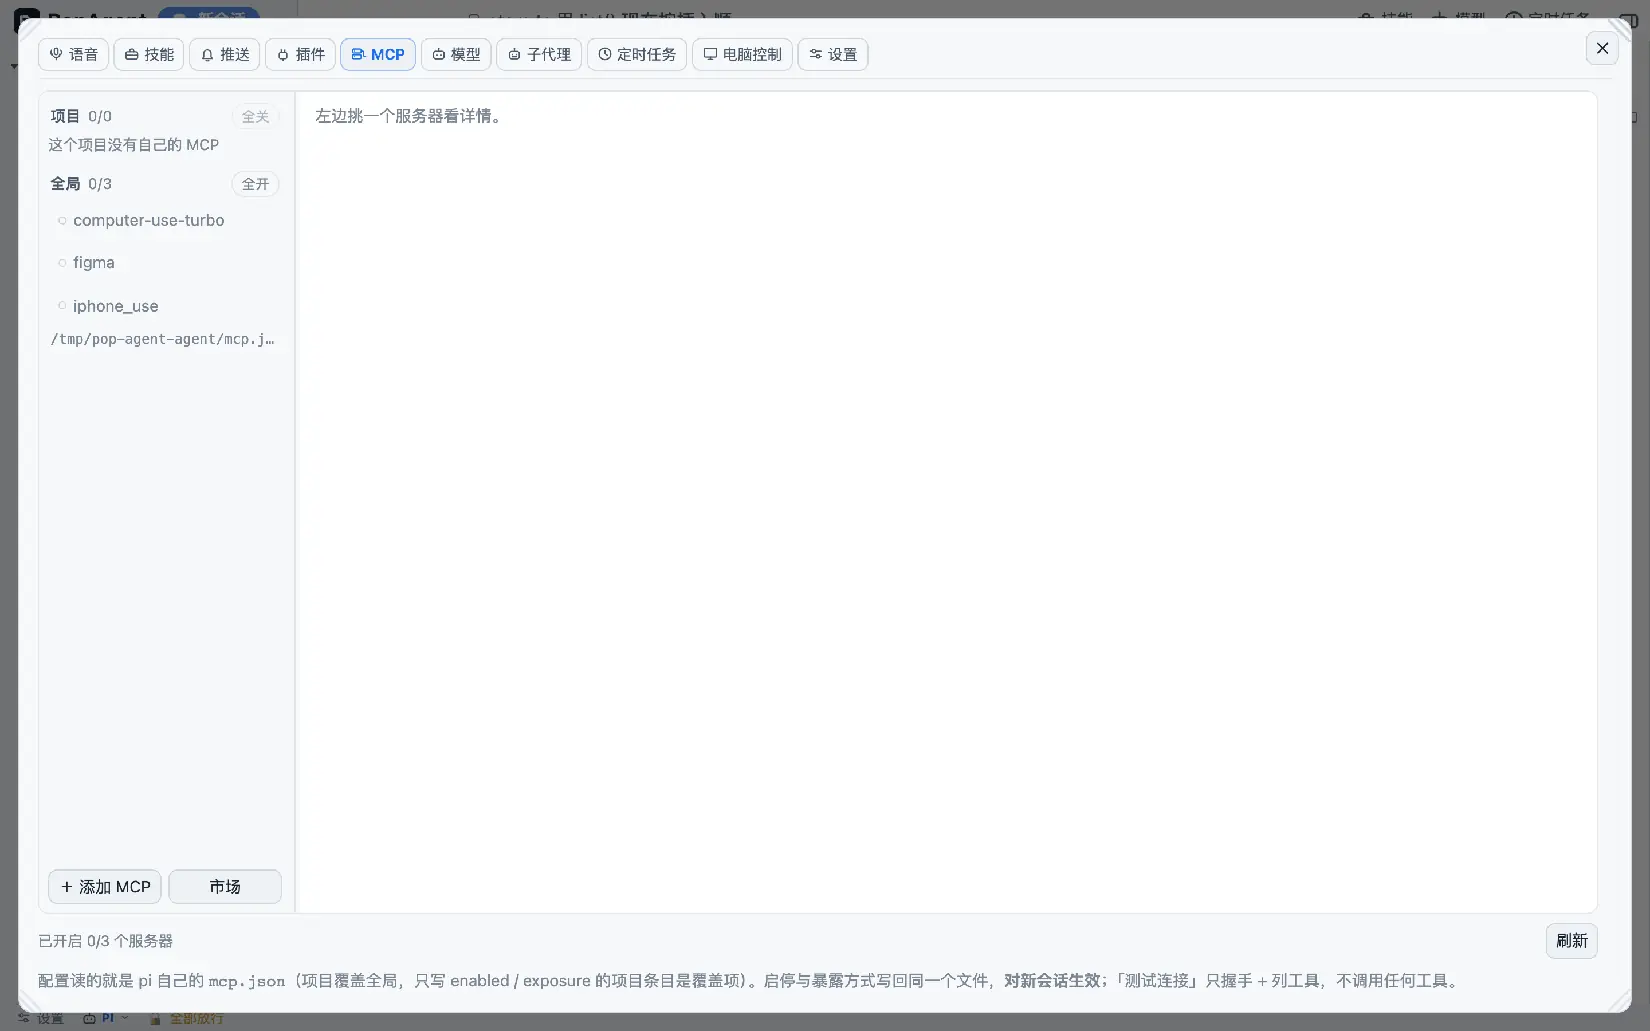 语音
技能
推送
插件
MCP
模型
子代理
定时任务
电脑控制
设置
项目 0/0
全关
这个项目没有自己的 MCP
全局 0/3
全开
computer-use-turbo
figma
iphone_use
/tmp/pop-agent-agent/mcp.j…
+ 添加 MCP
市场
左边挑一个服务器看详情。
已开启 0/3 个服务器
刷新
配置读的就是 pi 自己的 mcp.json（项目覆盖全局，只写 enabled / exposure 的项目条目是覆盖项）。启停与暴露方式写回同一个文件，对新会话生效；「测试连接」只握手 + 列工具，不调用任何工具。
设置
PI
全部放行